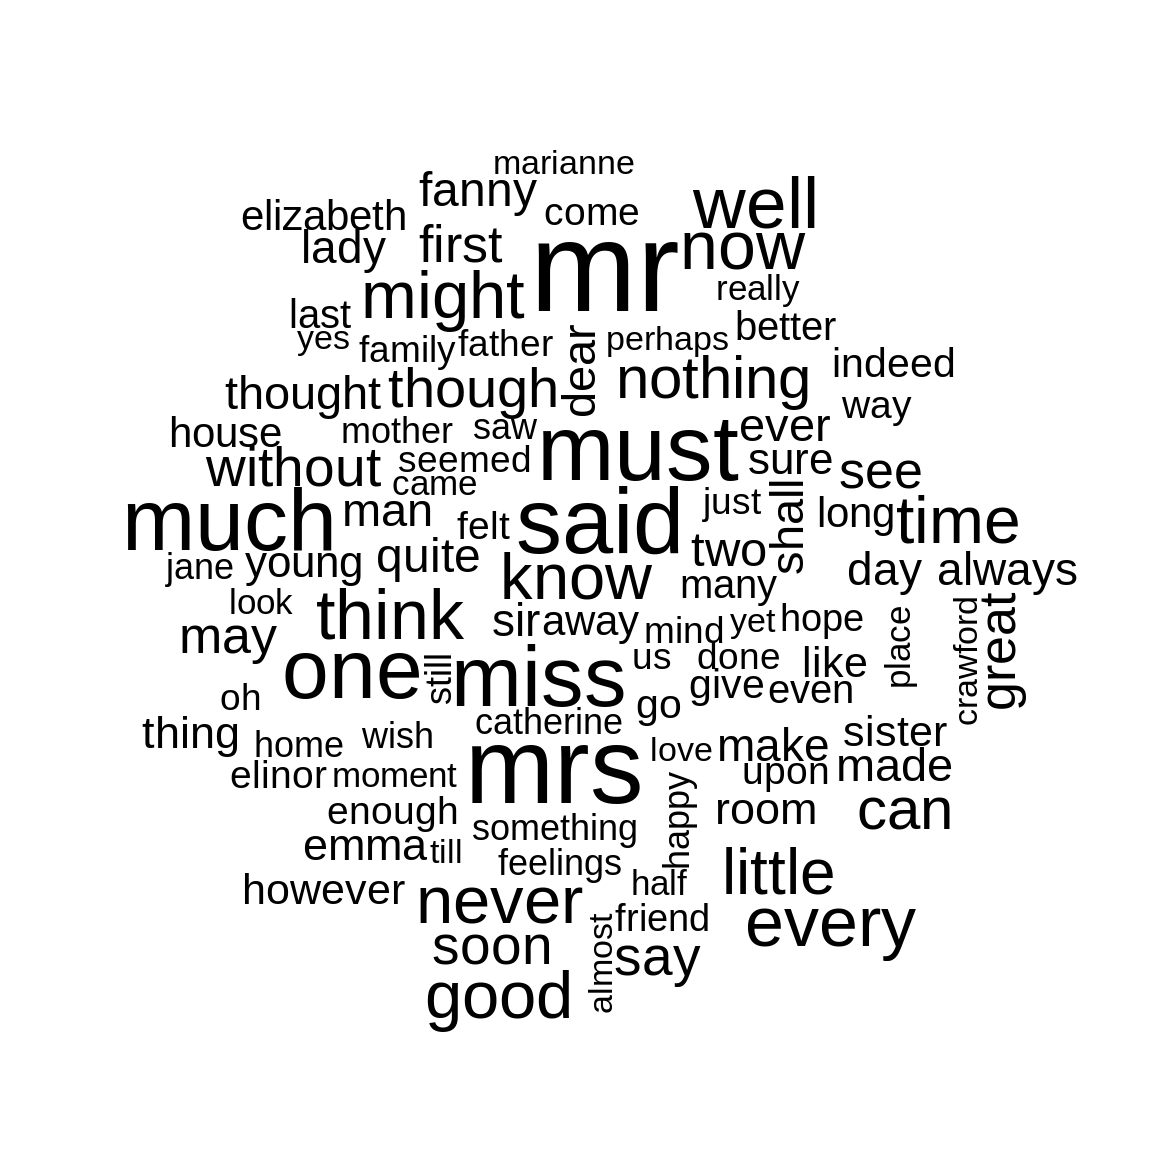 marianne
fanny
well
elizabeth
come
lady
first
mr
now
might
really
last
yes
family
father
dear
perhaps
better
indeed
thought
though
nothing
way
house
mother
saw
must
ever
without
seemed
sure
see
came
much
man
felt
said
just
shall
long
time
jane
young
quite
know
two
many
day
always
look
think
sir
away
mind
yet
hope
place
crawford
great
may
one
still
miss
us
done
like
oh
go
give
even
thing
home
wish
catherine
mrs
love
make
sister
elinor
moment
upon
made
enough
something
happy
room
can
emma
till
feelings
half
little
however
never
friend
every
soon
almost
say
good